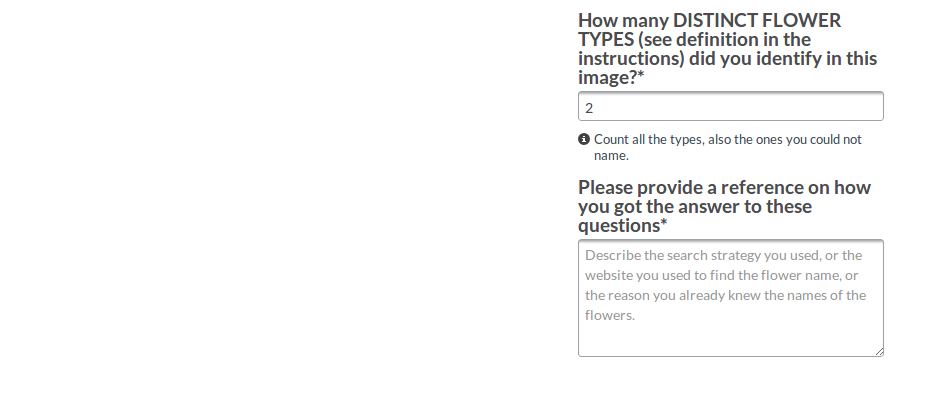 How many DISTINCT FLOWER
TYPES (see definition in the
instructions) did you identify in this
image?*
2
Count all the types, also the ones you could not
name.
Please provide a reference on how
you got the answer to these
questions*
Describe the search strategy you used, or the
website you used to find the flower name, or
the reason you already knew the names of the
flowers.